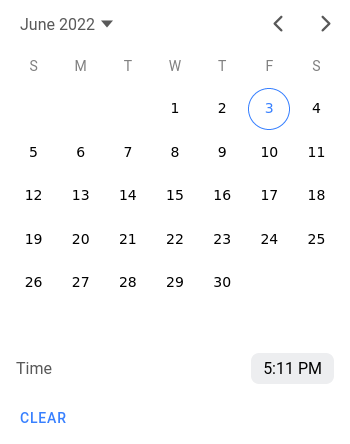 June 2022
S M T W T F S
1 2 3 4
5 6 7 8 9 10 11
12 13 14 15 16 17 18
19 20 21 22 23 24 25
26 27 28 29 30
Time 5:11 PM
CLEAR